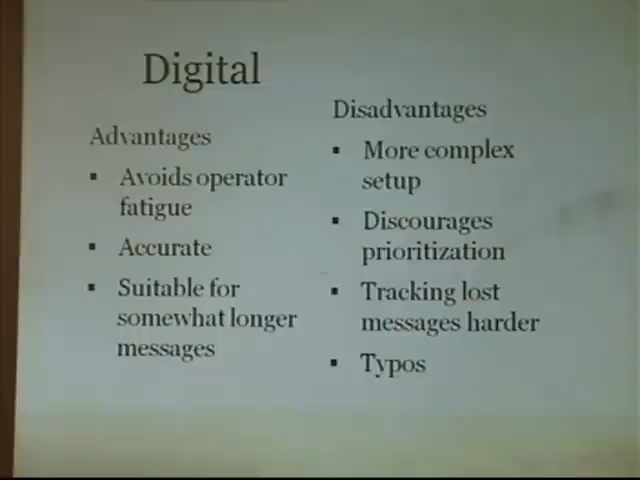 Digital
Advantages
▪ Avoids operator
fatigue
▪ Accurate
▪ Suitable for
somewhat longer
messages
Disadvantages
▪ More complex
setup
▪ Discourages
prioritization
▪ Tracking lost
messages harder
▪ Typos